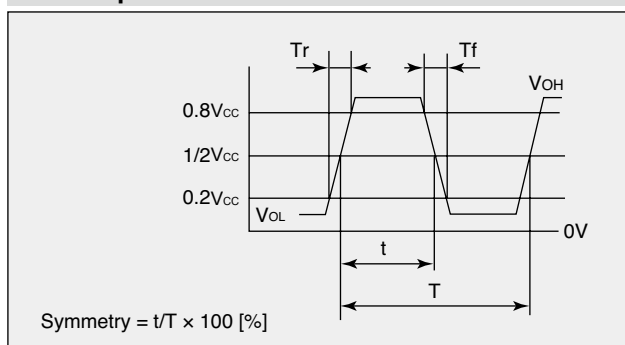 Tr
Tf
VOH
0.8Vcc
1/2Vcc
0.2Vcc
VOL
0V
t
T
Symmetry = t/T × 100 [%]